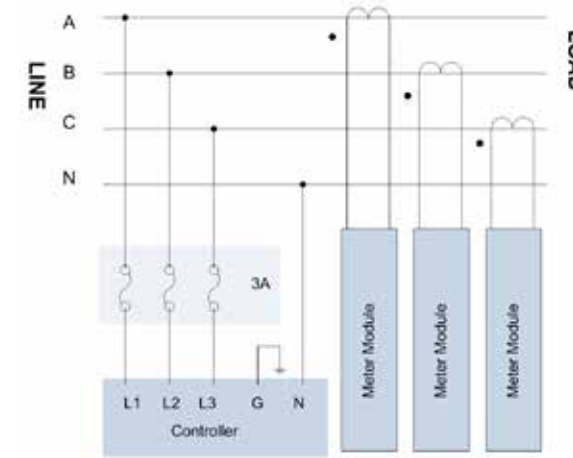 A
B
C
N
LINE
LOAD
3A
L1 L2 L3 G N
Controller
Meter Module
Meter Module
Meter Module